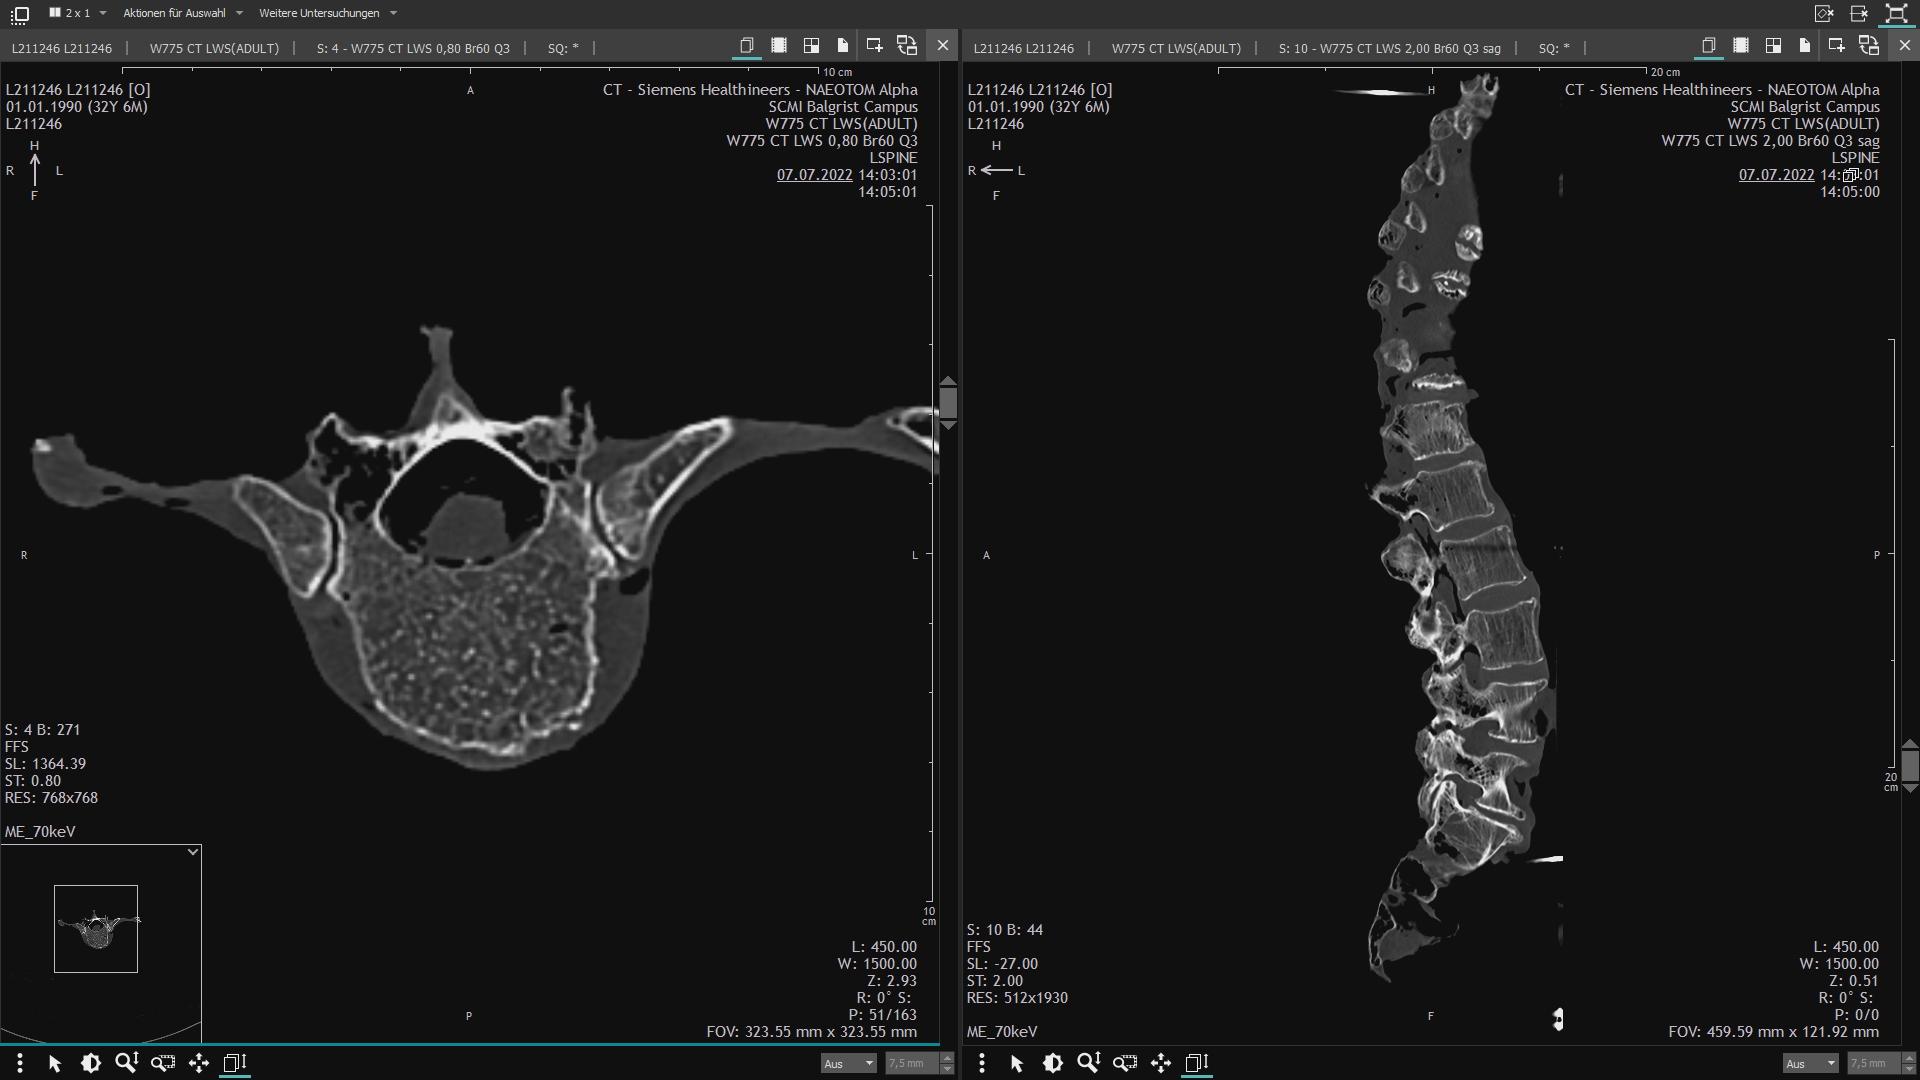 2 x 1
Aktionen für Auswahl
Weitere Untersuchungen
L211246 L211246
W775 CT LWS(ADULT)
S: 4 - W775 CT LWS 0,80 Br60 Q3
SQ: *
10 cm
L211246 L211246 [O]
01.01.1990 (32Y 6M)
L211246
H
R
L
F
A
CT - Siemens Healthineers - NAEOTOM Alpha
SCMI Balgrist Campus
W775 CT LWS(ADULT)
W775 CT LWS 0,80 Br60 Q3
LSPINE
07.07.2022 14:03:01
14:05:01
R
L
S: 4 B: 271
FFS
SL: 1364.39
ST: 0.80
RES: 768x768
ME_70keV
10
cm
P
L: 450.00
W: 1500.00
Z: 2.93
R: 0° S:
P: 51/163
FOV: 323.55 mm x 323.55 mm
Aus
7,5 mm
L211246 L211246
W775 CT LWS(ADULT)
S: 10 - W775 CT LWS 2,00 Br60 Q3 sag
SQ: *
20 cm
L211246 L211246 [O]
01.01.1990 (32Y 6M)
L211246
H
R
L
F
H
CT - Siemens Healthineers - NAEOTOM Alpha
SCMI Balgrist Campus
W775 CT LWS(ADULT)
W775 CT LWS 2,00 Br60 Q3 sag
LSPINE
07.07.2022
14:05:00
A
P
20
cm
S: 10 B: 44
FFS
SL: -27.00
ST: 2.00
RES: 512x1930
ME_70keV
F
L: 450.00
W: 1500.00
Z: 0.51
R: 0° S:
P: 0/0
FOV: 459.59 mm x 121.92 mm
Aus
7,5 mm